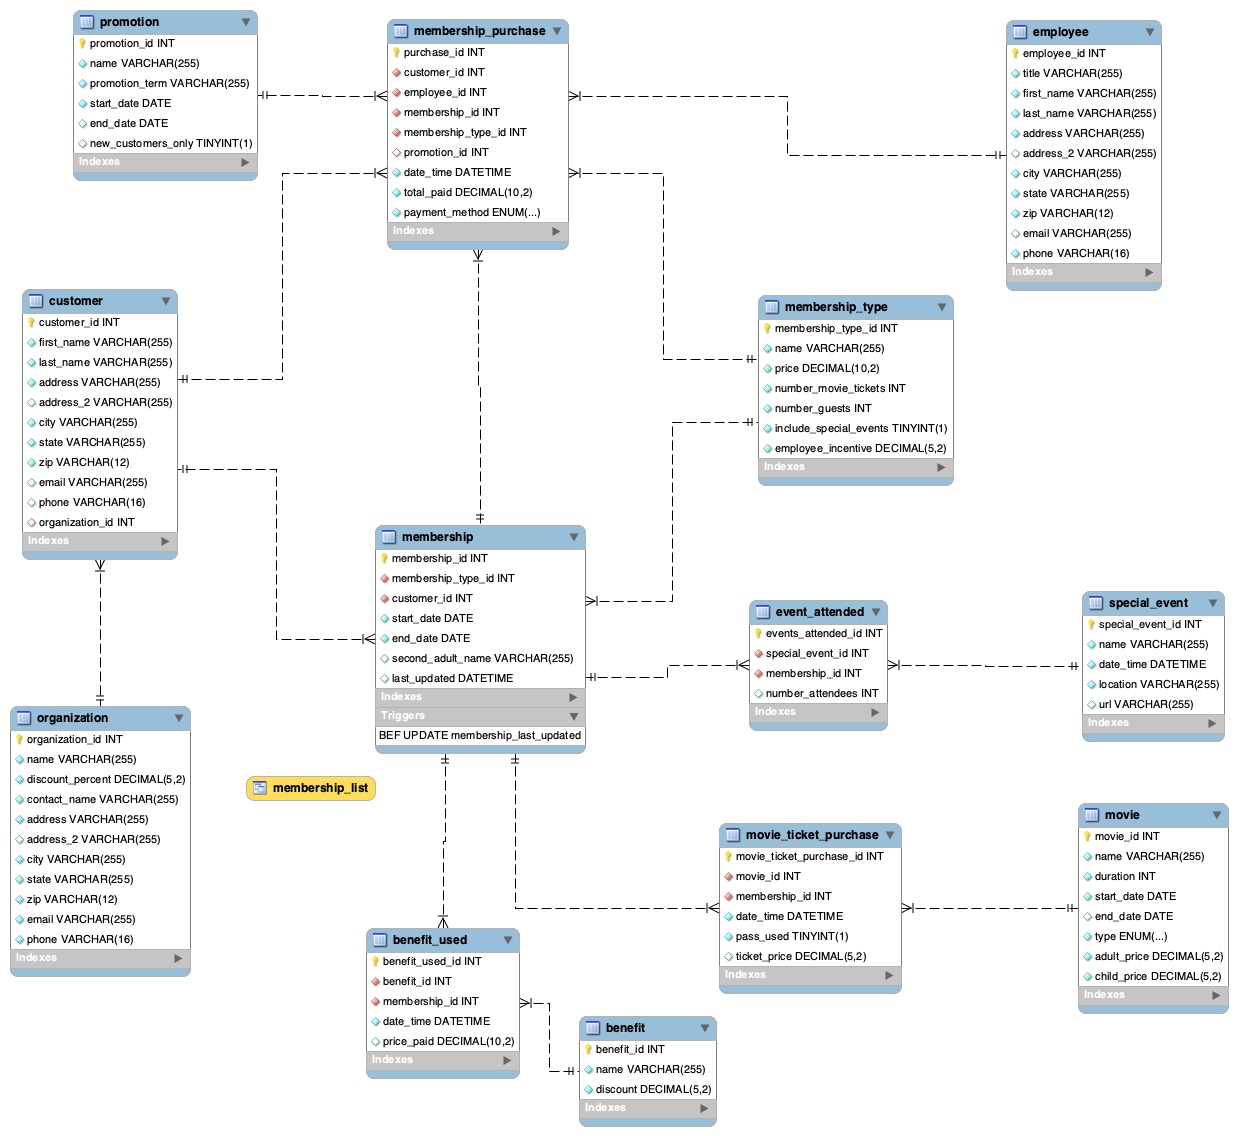 promotion
promotion_id INT
name VARCHAR(255)
promotion_term VARCHAR(255)
start_date DATE
end_date DATE
new_customers_only TINYINT(1)
Indexes
membership_purchase
purchase_id INT
customer_id INT
employee_id INT
membership_id INT
membership_type_id INT
promotion_id INT
date_time DATETIME
total_paid DECIMAL(10,2)
payment_method ENUM(...)
Indexes
employee
employee_id INT
title VARCHAR(255)
first_name VARCHAR(255)
last_name VARCHAR(255)
address VARCHAR(255)
address_2 VARCHAR(255)
city VARCHAR(255)
state VARCHAR(255)
zip VARCHAR(12)
email VARCHAR(255)
phone VARCHAR(16)
Indexes
customer
customer_id INT
first_name VARCHAR(255)
last_name VARCHAR(255)
address VARCHAR(255)
address_2 VARCHAR(255)
city VARCHAR(255)
state VARCHAR(255)
zip VARCHAR(12)
email VARCHAR(255)
phone VARCHAR(16)
organization_id INT
Indexes
membership_type
membership_type_id INT
name VARCHAR(255)
price DECIMAL(10,2)
number_movie_tickets INT
number_guests INT
include_special_events TINYINT(1)
employee_incentive DECIMAL(5,2)
Indexes
membership
membership_id INT
membership_type_id INT
customer_id INT
start_date DATE
end_date DATE
second_adult_name VARCHAR(255)
last_updated DATETIME
Indexes
Triggers
BEF UPDATE membership_last_updated
event_attended
events_attended_id INT
special_event_id INT
membership_id INT
number_attendees INT
Indexes
special_event
special_event_id INT
name VARCHAR(255)
date_time DATETIME
location VARCHAR(255)
url VARCHAR(255)
Indexes
organization
organization_id INT
name VARCHAR(255)
discount_percent DECIMAL(5,2)
contact_name VARCHAR(255)
address VARCHAR(255)
address_2 VARCHAR(255)
city VARCHAR(255)
state VARCHAR(255)
zip VARCHAR(12)
email VARCHAR(255)
phone VARCHAR(16)
Indexes
membership_list
movie_ticket_purchase
movie_ticket_purchase_id INT
movie_id INT
membership_id INT
date_time DATETIME
pass_used TINYINT(1)
ticket_price DECIMAL(5,2)
Indexes
movie
movie_id INT
name VARCHAR(255)
duration INT
start_date DATE
end_date DATE
type ENUM(...)
adult_price DECIMAL(5,2)
child_price DECIMAL(5,2)
Indexes
benefit_used
benefit_used_id INT
benefit_id INT
membership_id INT
date_time DATETIME
price_paid DECIMAL(10,2)
Indexes
benefit
benefit_id INT
name VARCHAR(255)
discount DECIMAL(5,2)
Indexes